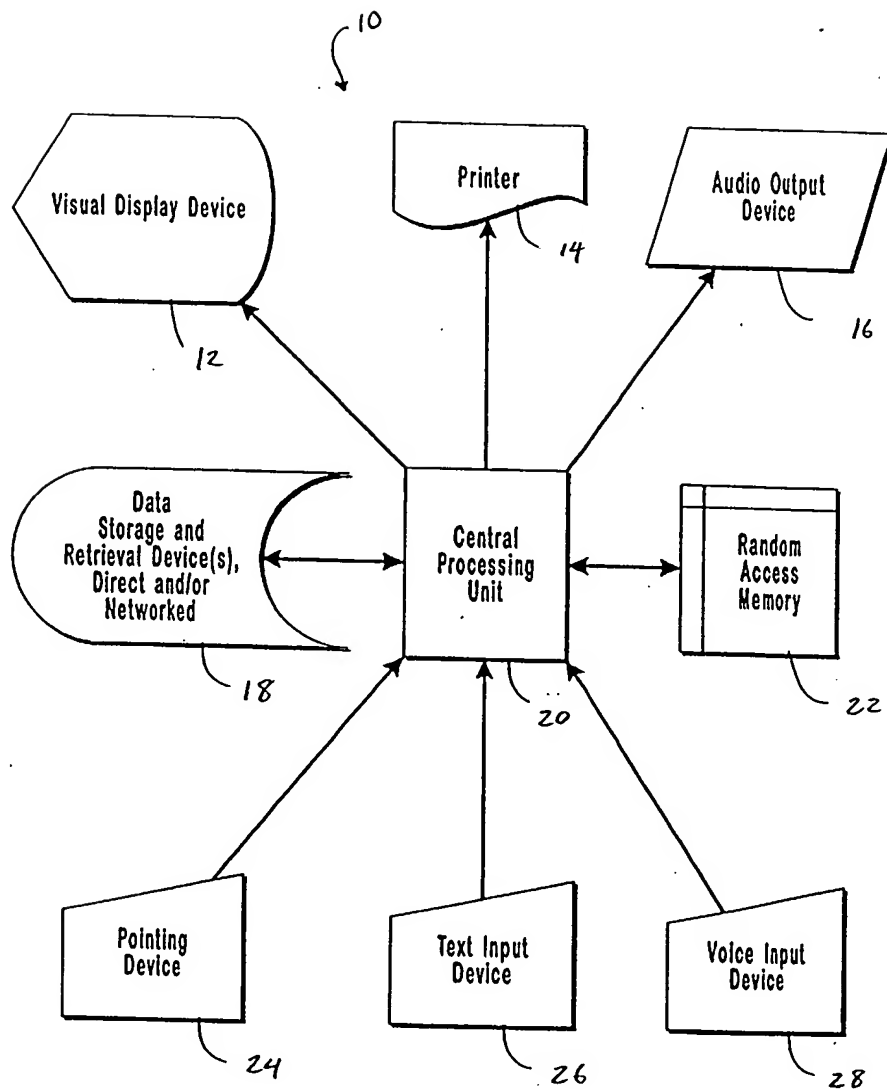 10
Visual Display Device
12
Printer
14
Audio Output
Device
16
Data
Storage and
Retrieval Device(s),
Direct and/or
Networked
18
Central
Processing
Unit
20
Random
Access
Memory
22
Pointing
Device
24
Text Input
Device
26
Voice Input
Device
28